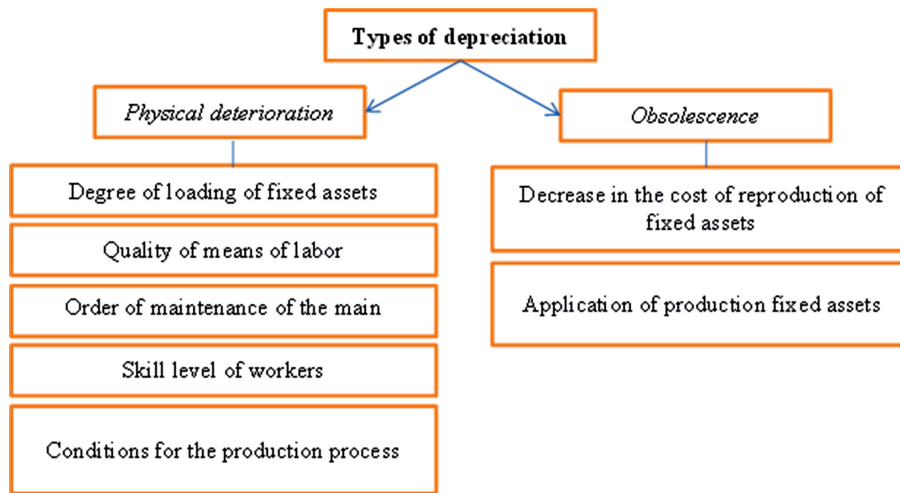 Types of depreciation
Physical deterioration
Degree of loading of fixed assets
Quality of means of labor
Order of maintenance of the main
Skill level of workers
Conditions for the production process
Obsolescence
Decrease in the cost of reproduction of
fixed assets
Application of production fixed assets